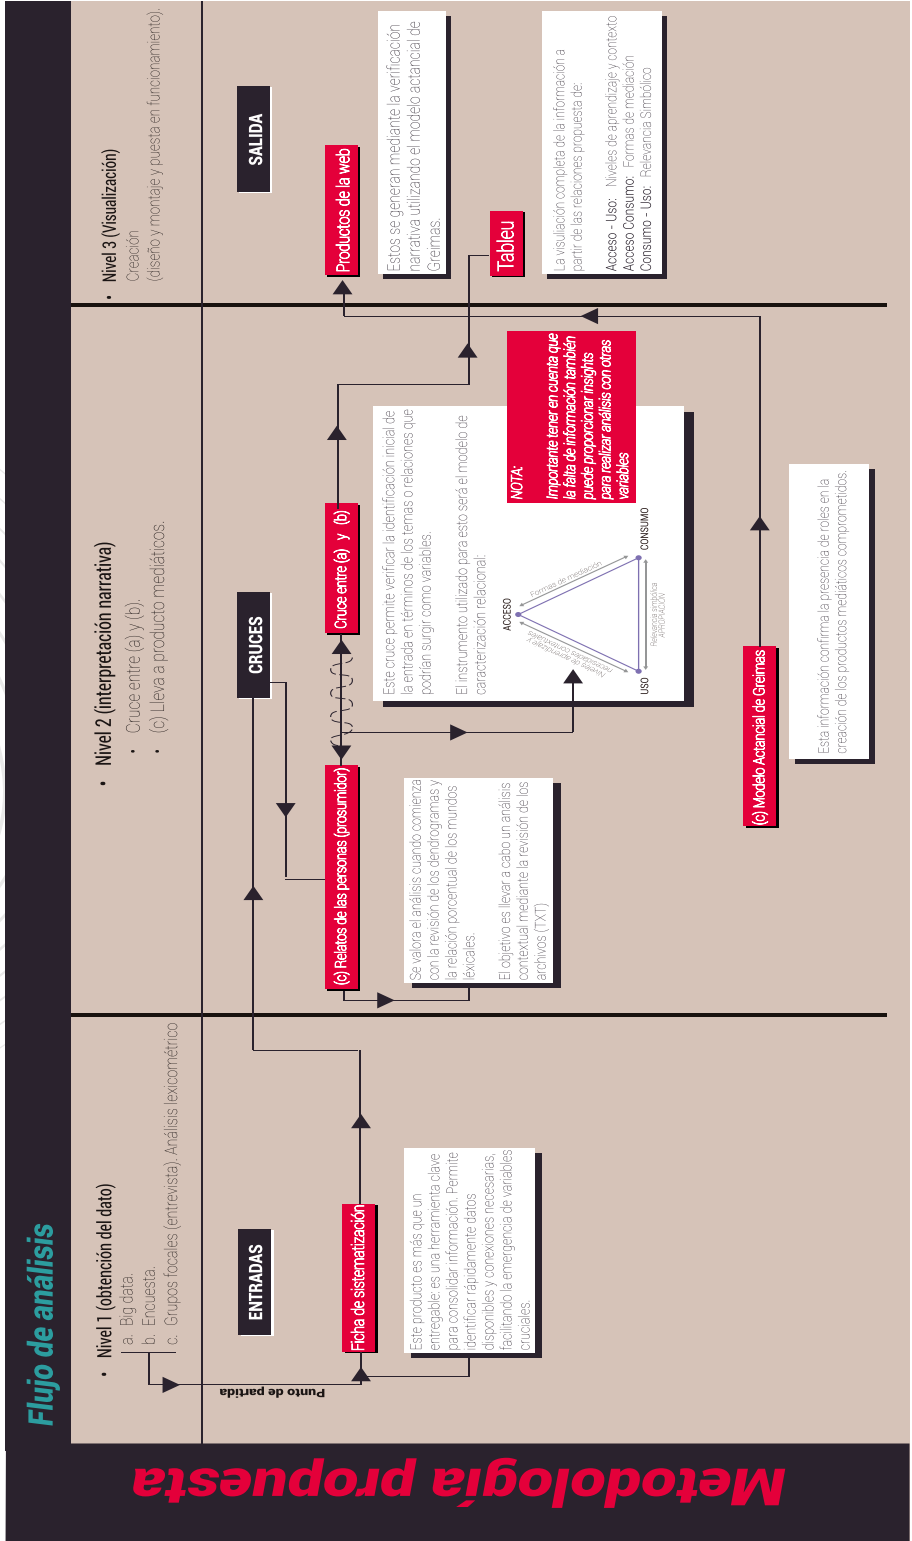 Metodología propuesta
Flujo de análisis
• Nivel 1 (obtención del dato)
a. Big data.
b. Encuesta.
c. Grupos focales (entrevista). Análisis lexicométrico
Punto de partida
ENTRADAS
Ficha de sistematización
Este producto es más que un
entregable: es una herramienta clave
para consolidar información. Permite
identificar rápidamente datos
disponibles y conexiones necesarias,
facilitando la emergencia de variables
cruciales.
• Nivel 2 (interpretación narrativa)
• Cruce entre (a) y (b).
• (c) Lleva a producto mediáticos.
CRUCES
(c) Relatos de las personas (prosumidor)
Se valora el análisis cuando comienza
con la revisión de los dendrogramas y
la relación porcentual de los mundos
léxicales.
El objetivo es llevar a cabo un análisis
contextual mediante la revisión de los
archivos (TXT)
Cruce entre (a) y (b)
Este cruce permite verificar la identificación inicial de
la entrada en términos de los temas o relaciones que
podrían surgir como variables.
El instrumento utilizado para esto será el modelo de
caracterización relacional:
ACCESO
Niveles de aprendizaje y
necesidades contextuales
Formas de mediación
USO
Relevancia simbólica
APROPIACIÓN
CONSUMO
NOTA:
Importante tener en cuenta que
la falta de información también
puede proporcionar insights
para realizar análisis con otras
variables
(c) Modelo Actancial de Greimas
Esta información confirma la presencia de roles en la
creación de los productos mediáticos comprometidos.
• Nivel 3 (Visualización)
Creación
(diseño y montaje y puesta en funcionamiento).
SALIDA
Productos de la web
Estos se generan mediante la verificación
narrativa utilizando el modelo actancial de
Greimas.
Tableu
La visuliación completa de la información a
partir de las relaciones propuesta de:
Acceso - Uso: Niveles de aprendizaje y contexto
Acceso Consumo: Formas de mediación
Consumo - Uso: Relevancia Simbólico